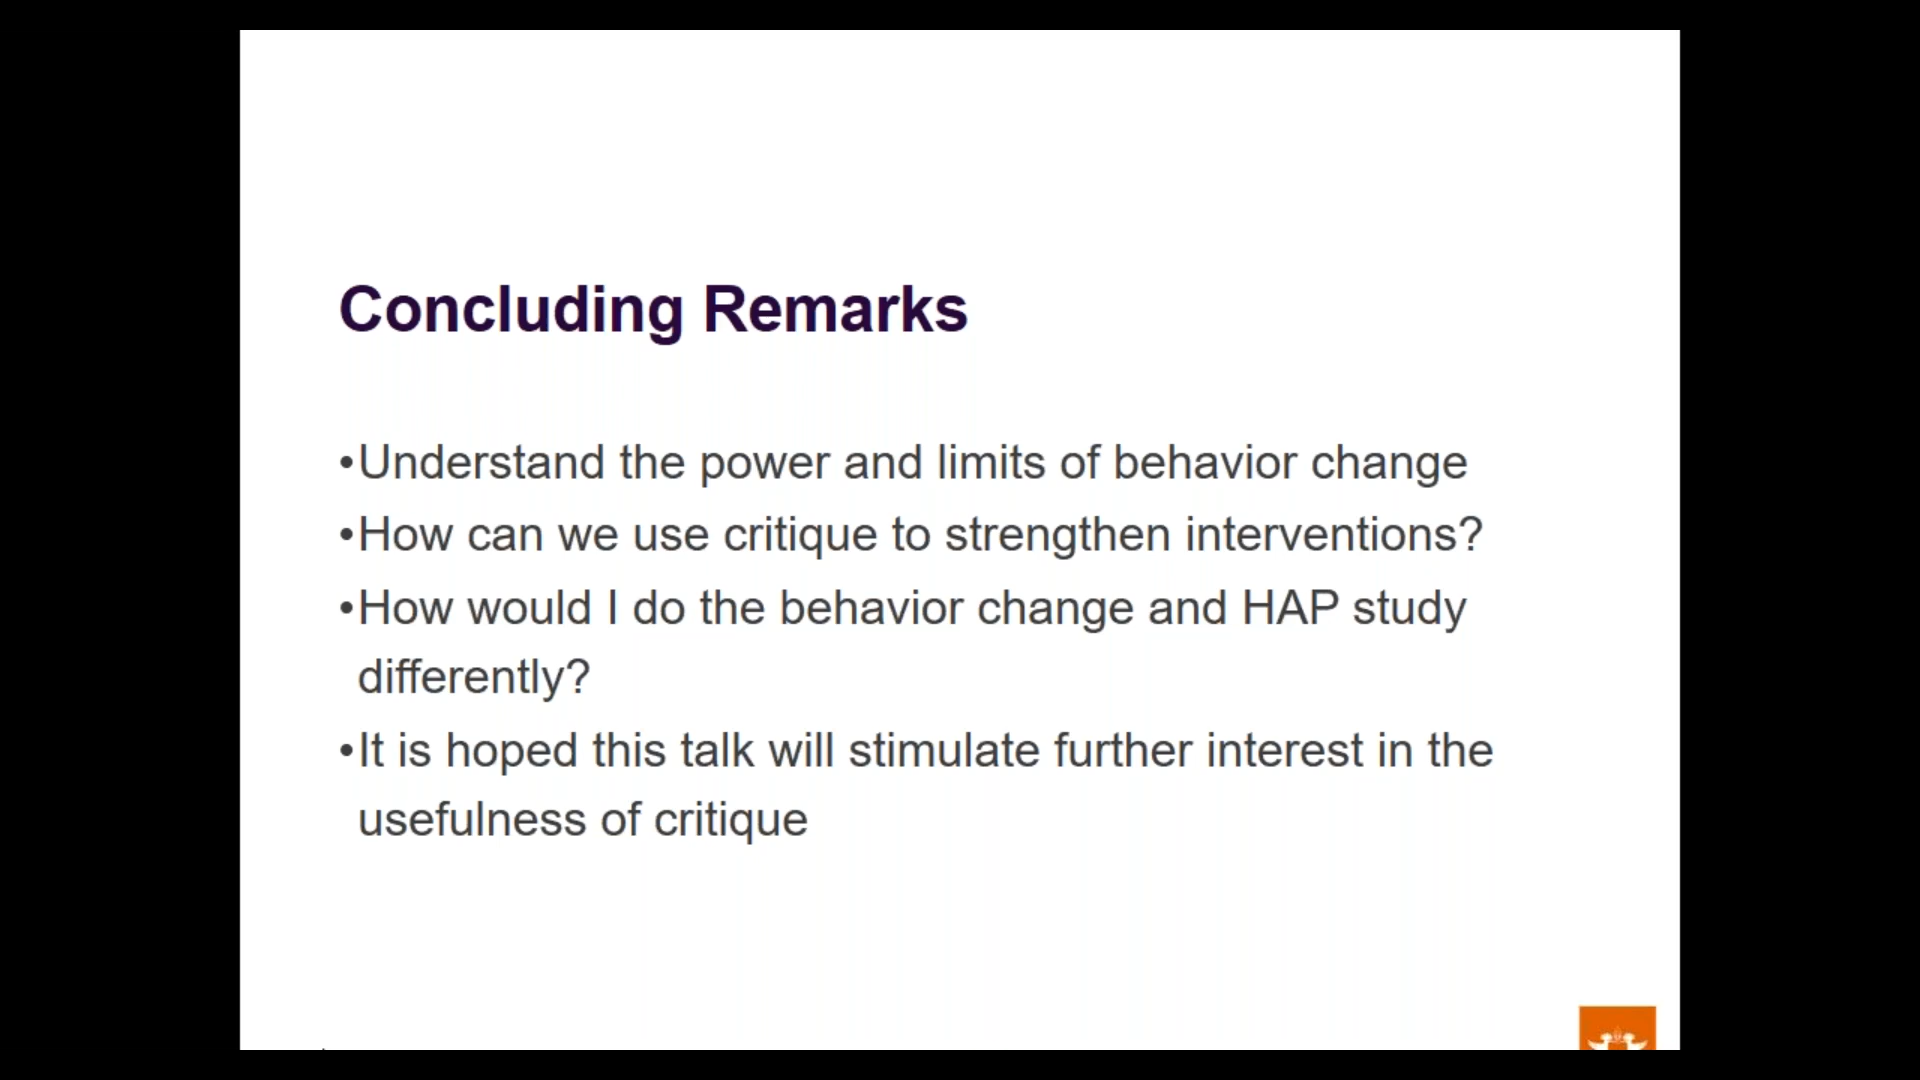 Concluding Remarks
•Understand the power and limits of behavior change
•How can we use critique to strengthen interventions?
•How would I do the behavior change and HAP study
differently?
•It is hoped this talk will stimulate further interest in the
usefulness of critique